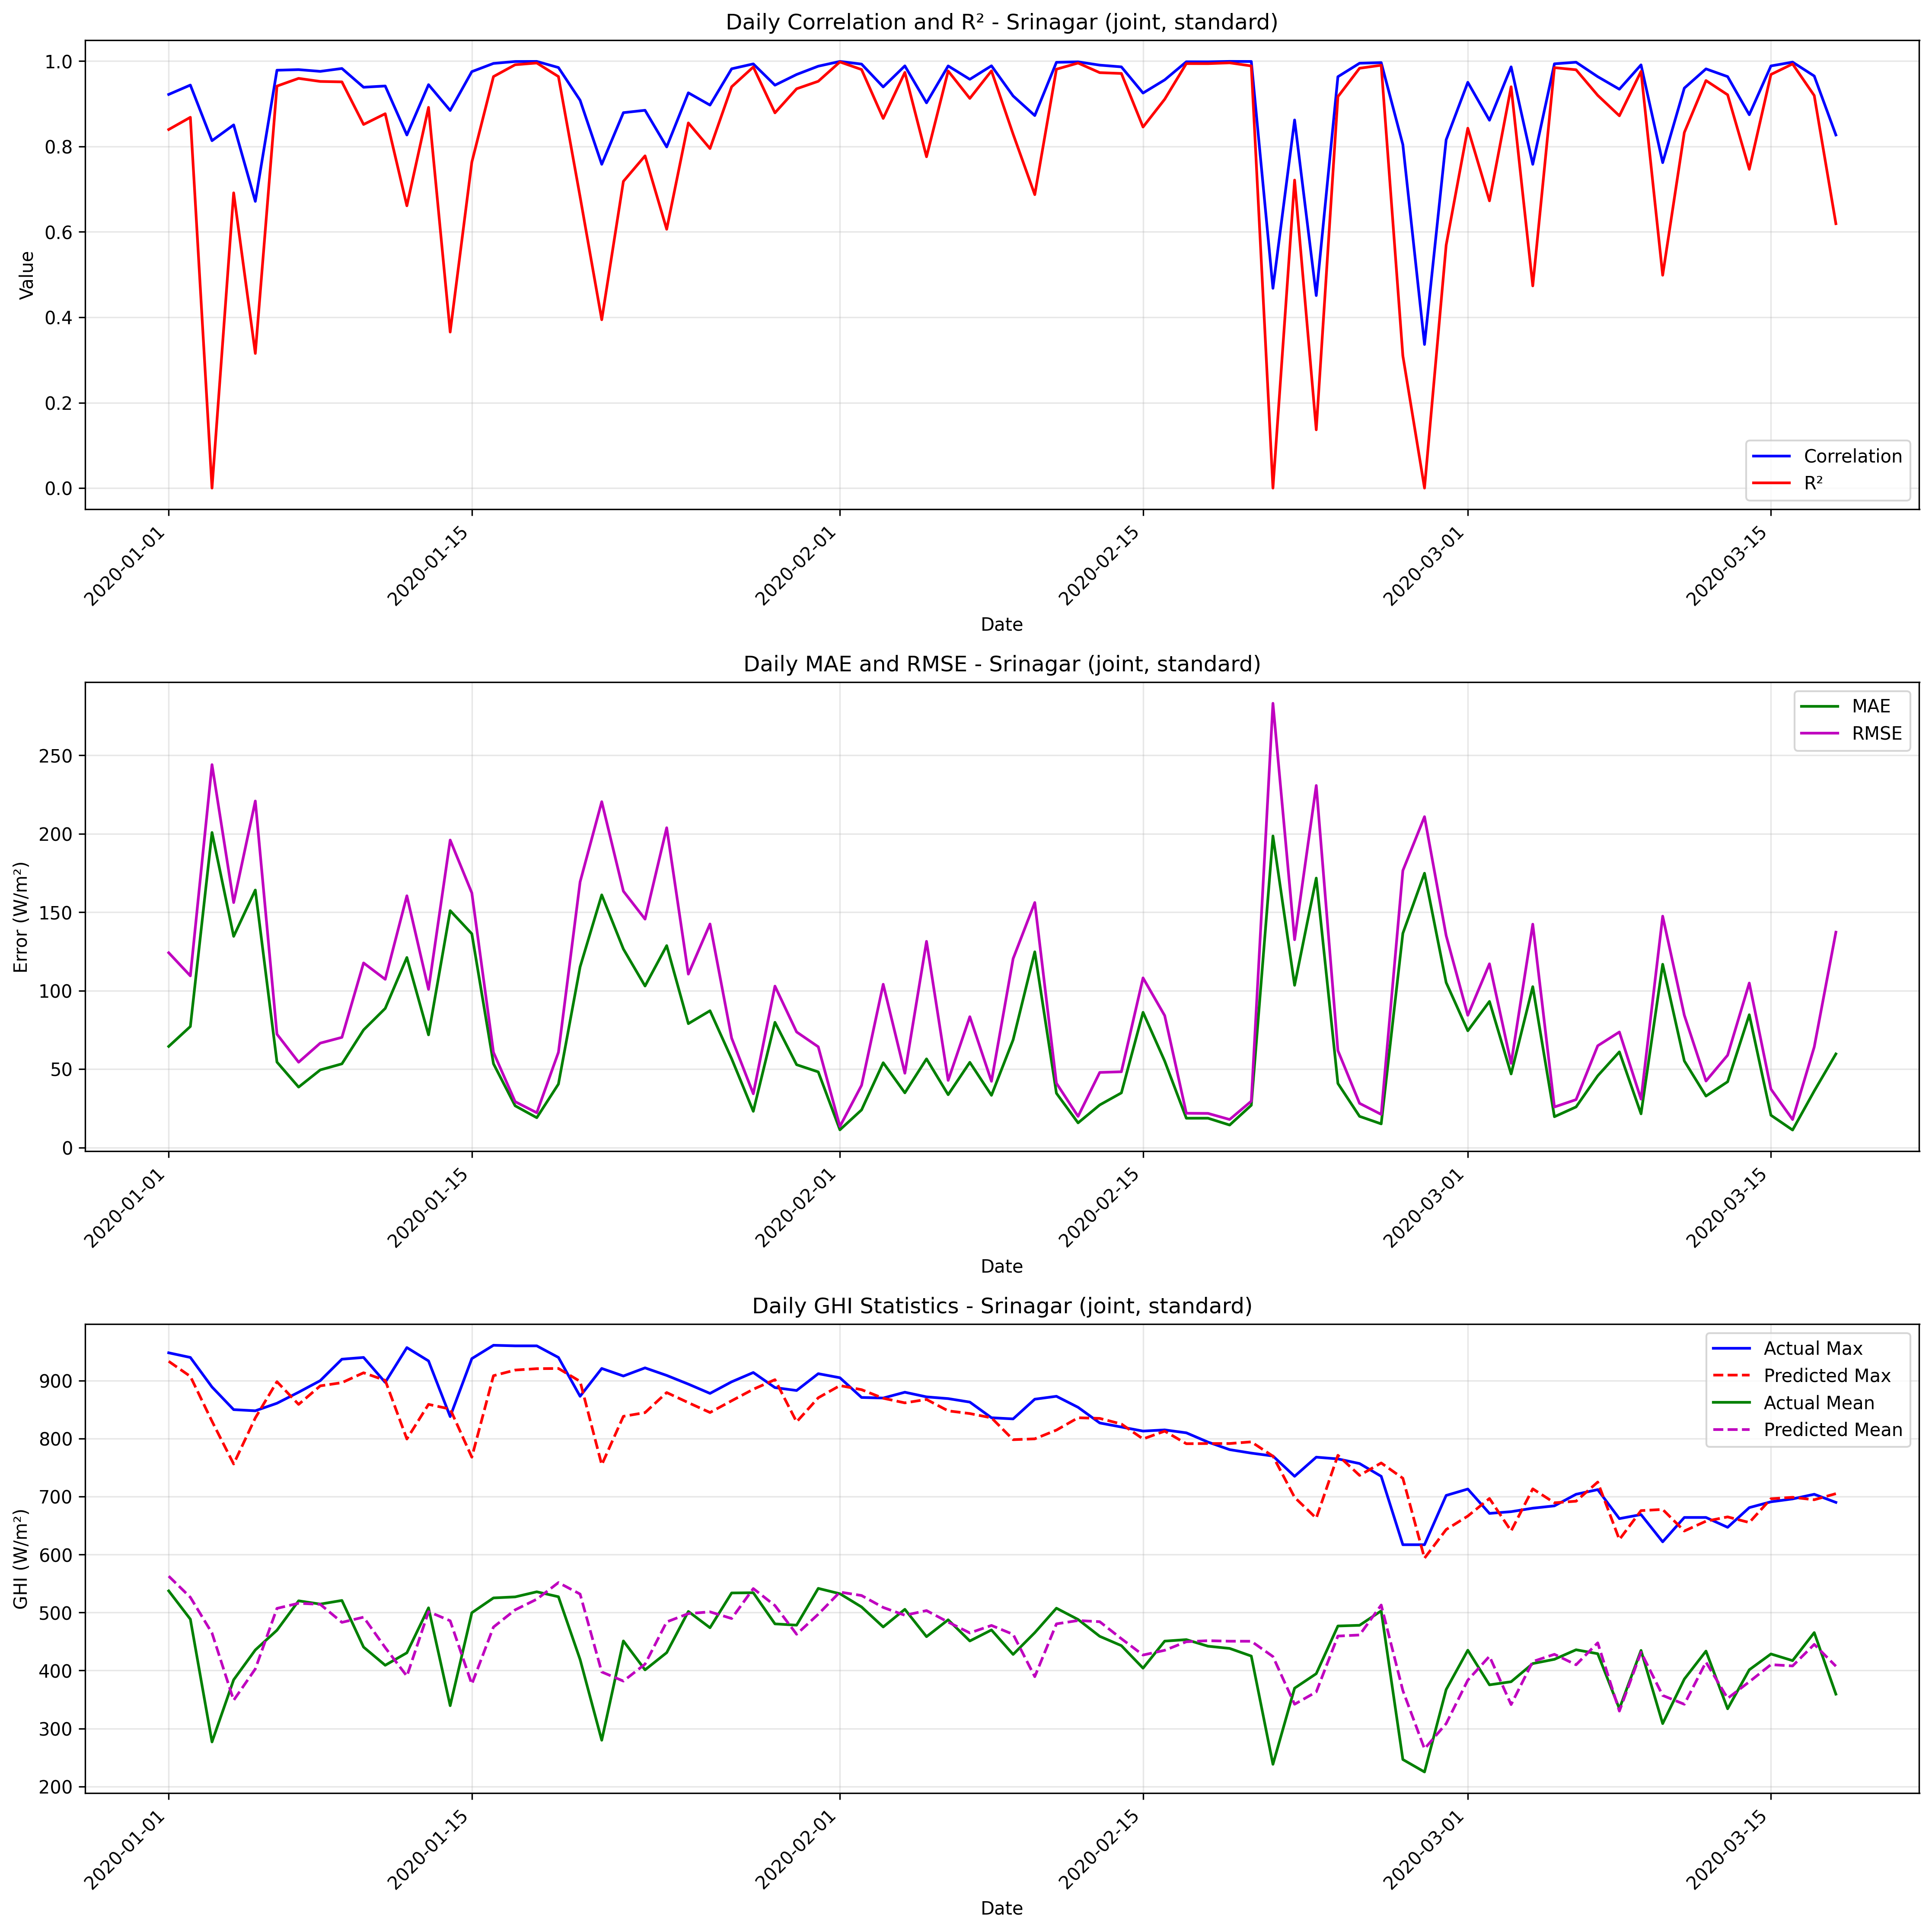 Daily Correlation and R² - Srinagar (joint, standard)
1.0
0.8
0.6
0.4
0.2
0.0
Value
Correlation
R²
2020-01-01
2020-01-15
2020-02-01
2020-02-15
2020-03-01
2020-03-15
Date
Daily MAE and RMSE - Srinagar (joint, standard)
MAE
RMSE
250
200
150
100
50
0
Error (W/m²)
2020-01-01
2020-01-15
2020-02-01
2020-02-15
2020-03-01
2020-03-15
Date
Daily GHI Statistics - Srinagar (joint, standard)
Actual Max
Predicted Max
Actual Mean
Predicted Mean
900
800
700
600
500
400
300
200
GHI (W/m²)
2020-01-01
2020-01-15
2020-02-01
2020-02-15
2020-03-01
2020-03-15
Date